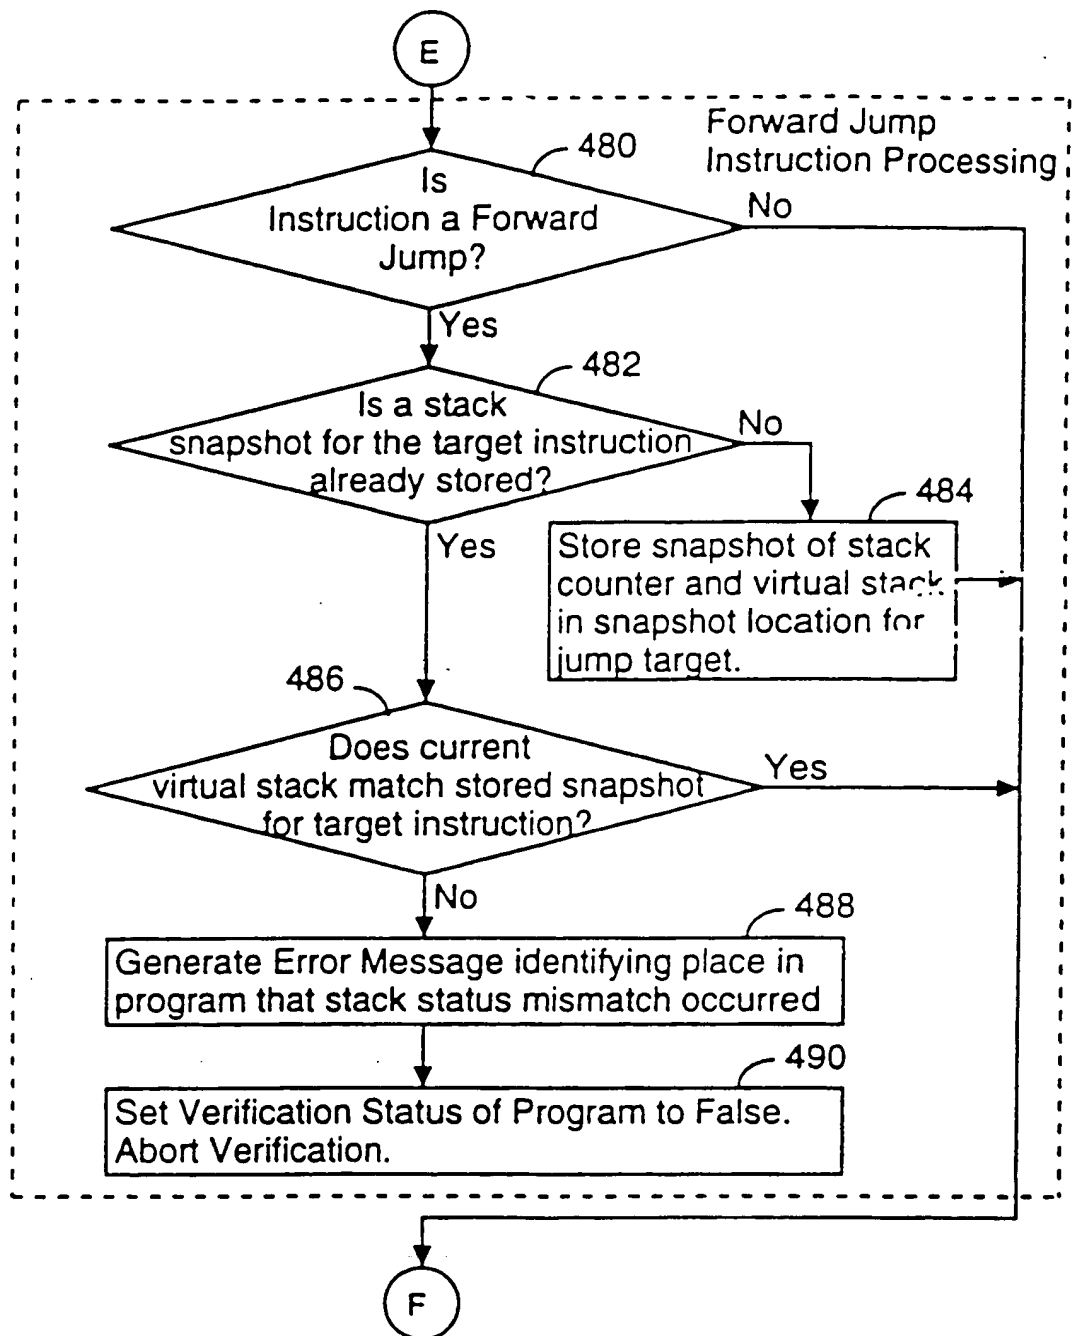 E
Forward Jump
Instruction Processing
480
Is
Instruction a Forward
Jump?
No
Yes
482
Is a stack
snapshot for the target instruction
already stored?
No
Yes
484
Store snapshot of stack
counter and virtual stack
in snapshot location for
jump target.
486
Does current
virtual stack match stored snapshot
for target instruction?
Yes
No
488
Generate Error Message identifying place in
program that stack status mismatch occurred
490
Set Verification Status of Program to False.
Abort Verification.
F